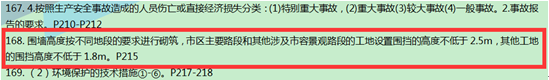 167. 4.按照生产安全事故造成的人员伤亡或直接经济损失分类：(1)特别重大事故，(2)重大事故(3)较大事故(4)一般事故。2.事故报
告的要求。P210-P212
168. 围墙高度按不同地段的要求进行砌筑，市区主要路段和其他涉及市容景观路段的工地设置围挡的高度不低于 2.5m，其他工地
的围挡高度不低于 1.8m。P215
169.（2）环境保护的技术措施①-⑥。P217-218